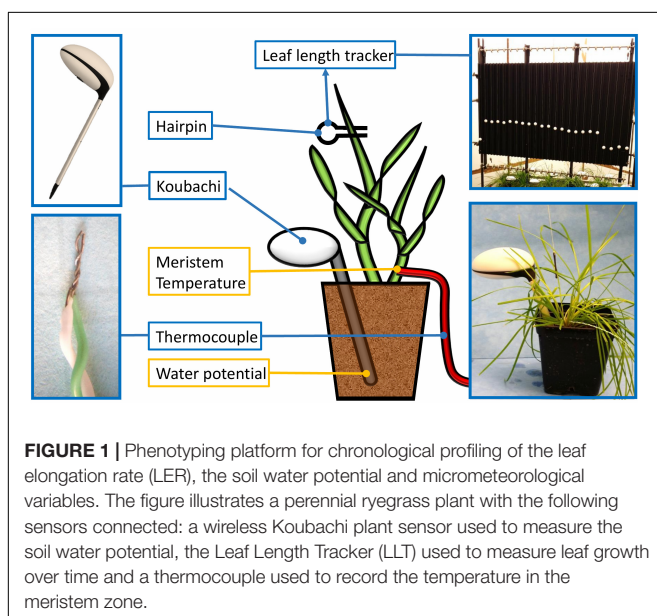 Leaf length tracker
Hairpin
Koubachi
Meristem
Temperature
Thermocouple
Water potential
FIGURE 1 | Phenotyping platform for chronological profiling of the leaf
elongation rate (LER), the soil water potential and micrometeorological
variables. The figure illustrates a perennial ryegrass plant with the following
sensors connected: a wireless Koubachi plant sensor used to measure the
soil water potential, the Leaf Length Tracker (LLT) used to measure leaf growth
over time and a thermocouple used to record the temperature in the
meristem zone.